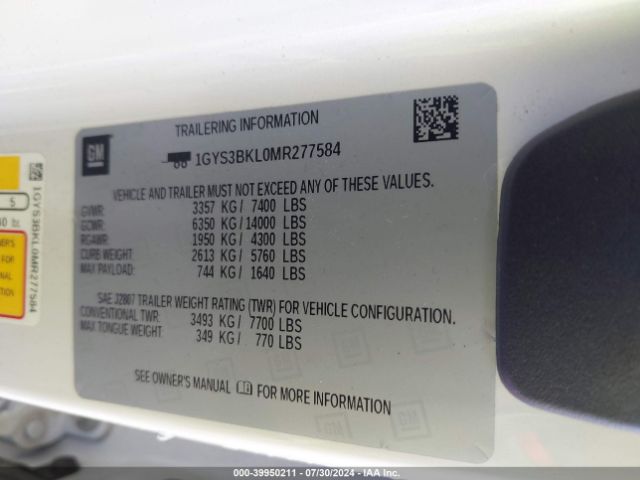 TRAILERING INFORMATION
GM
1GYS3BKL0MR277584
VEHICLE AND TRAILER MUST NOT EXCEED ANY OF THESE VALUES.
GVWR: 3357 KG/ 7400 LBS
GCWR: 6350 KG/14000 LBS
RGAWR: 1950 KG/ 4300 LBS
CURB WEIGHT: 2613 KG/ 5760 LBS
MAX PAYLOAD: 744 KG/ 1640 LBS
SAE J2807 TRAILER WEIGHT RATING (TWR) FOR VEHICLE CONFIGURATION.
CONVENTIONAL TWR: 3493 KG/ 7700 LBS
MAX TONGUE WEIGHT: 349 KG/ 770 LBS
SEE OWNER'S MANUAL FOR MORE INFORMATION
5
1GYS3BKL0MR277584
FOR
000-39950211 - 07/30/2024 - IAA Inc.